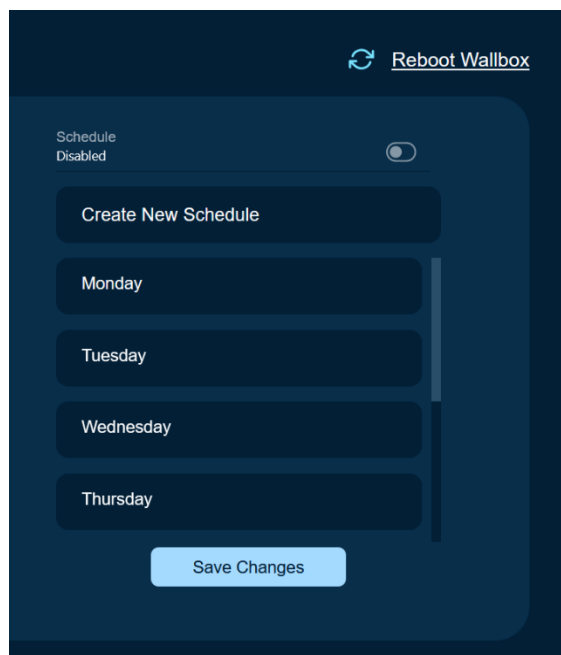 Reboot Wallbox
Schedule
Disabled
Create New Schedule
Monday
Tuesday
Wednesday
Thursday
Save Changes